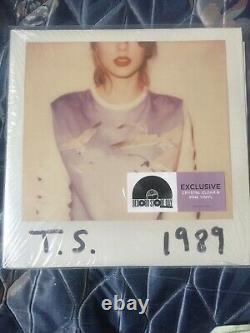 EXCLUSIVE
CRYSTAL CLEAR &
PINK VINYL
T.S. 1989